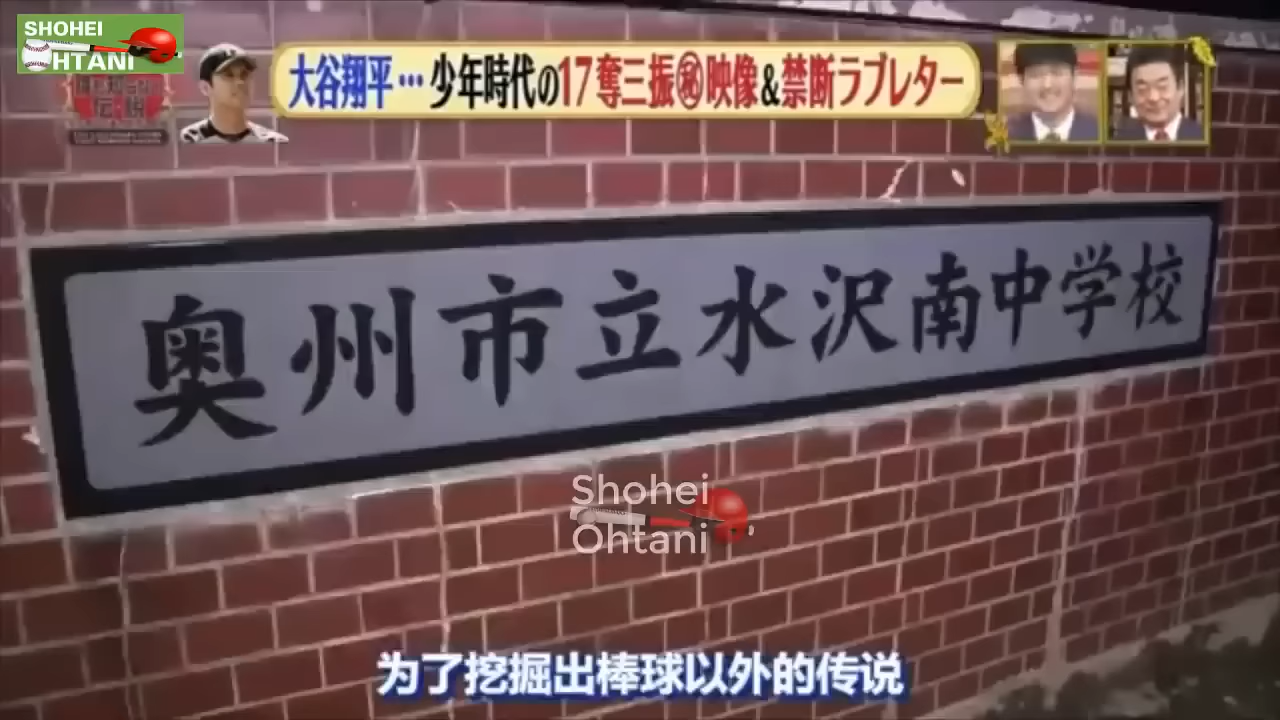 SHOHEI
OHTANI
大谷翔平…少年時代の17奪三振㊙映像&禁断ラブレター
伝説
奥州市立水沢南中学校
Shohei
Ohtani
为了挖掘出棒球以外的传说